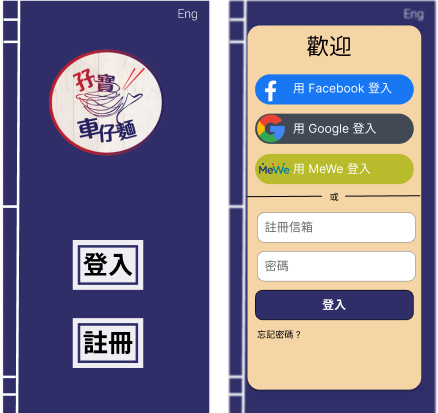 Eng
孖寶
車仔麵
登入
註冊
Eng
歡迎
用 Facebook 登入
用 Google 登入
MeWe 用 MeWe 登入
或
註冊信箱
密碼
登入
忘記密碼？